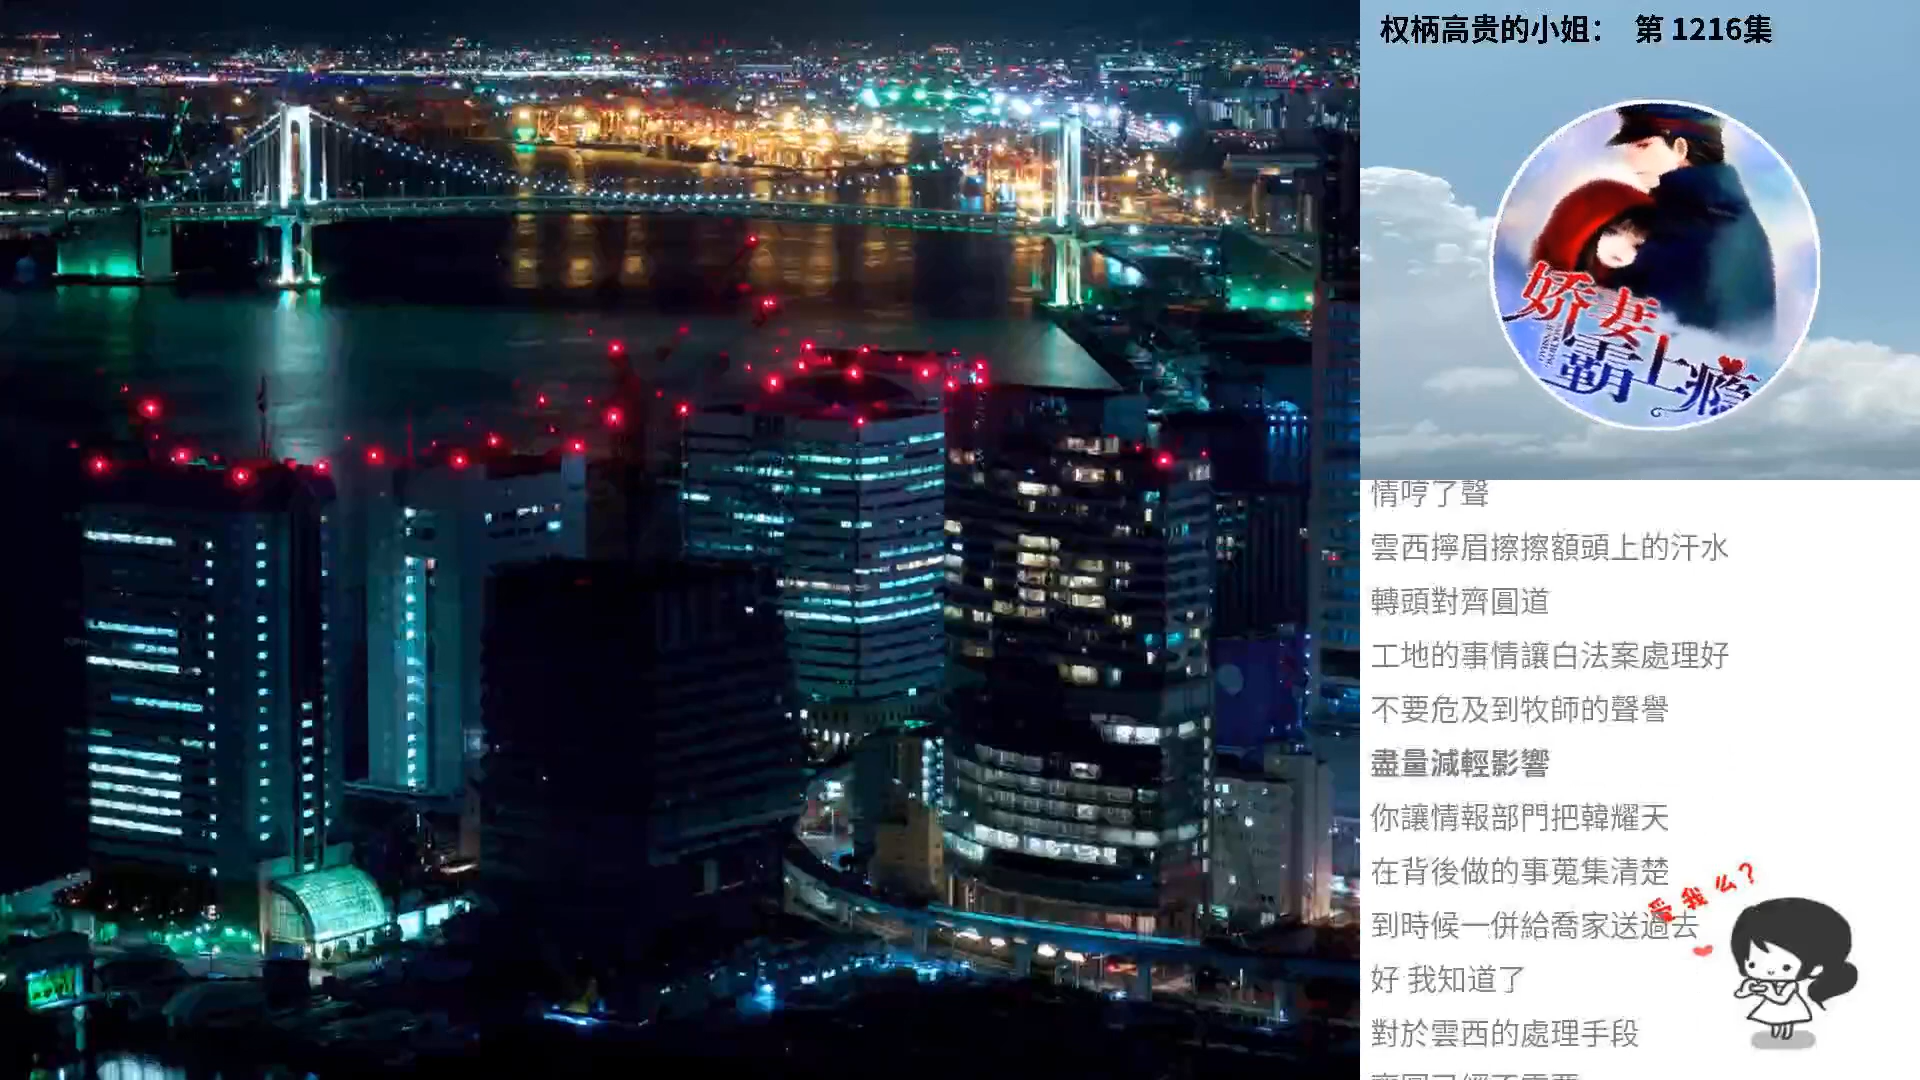 权柄高贵的小姐： 第 1216集
娇妻
霸上瘾
情哼了聲
雲西擰眉擦擦額頭上的汗水
轉頭對齊圓道
工地的事情讓白法案處理好
不要危及到牧師的聲譽
盡量減輕影響
你讓情報部門把韓耀天
在背後做的事蒐集清楚
愛我么?
到時候一併給喬家送過去
好 我知道了
對於雲西的處理手段